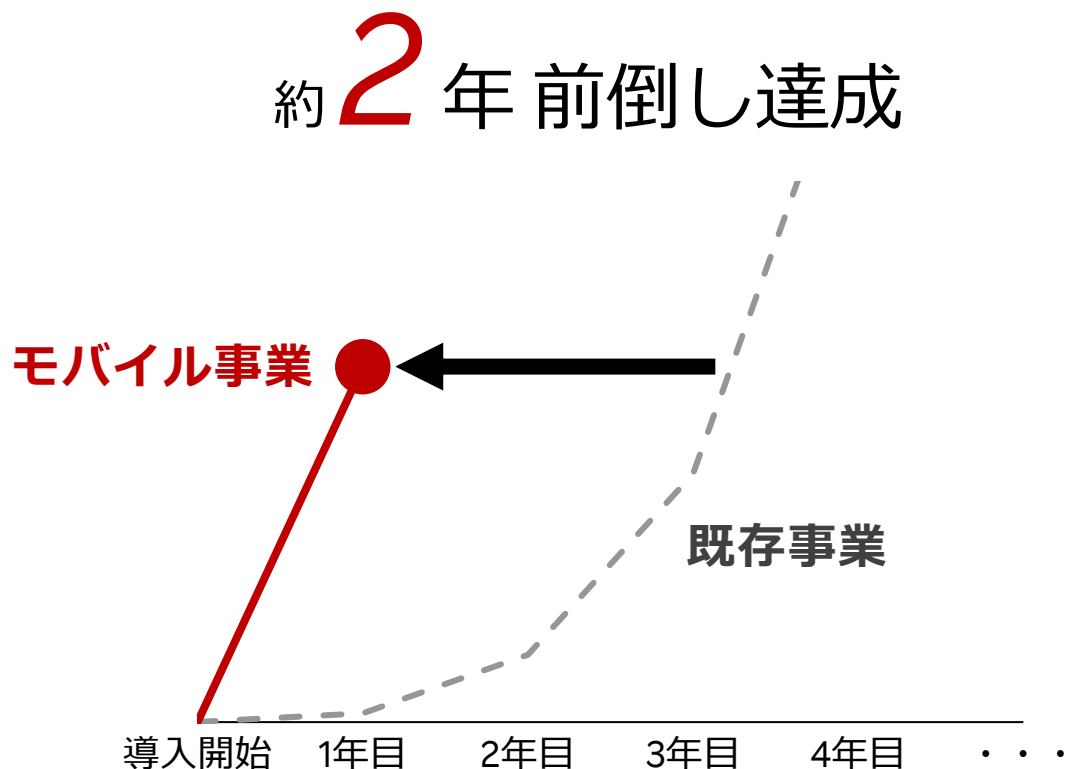 約2年 前倒し達成
モバイル事業
既存事業
導入開始 1年目 2年目 3年目 4年目 ・・・